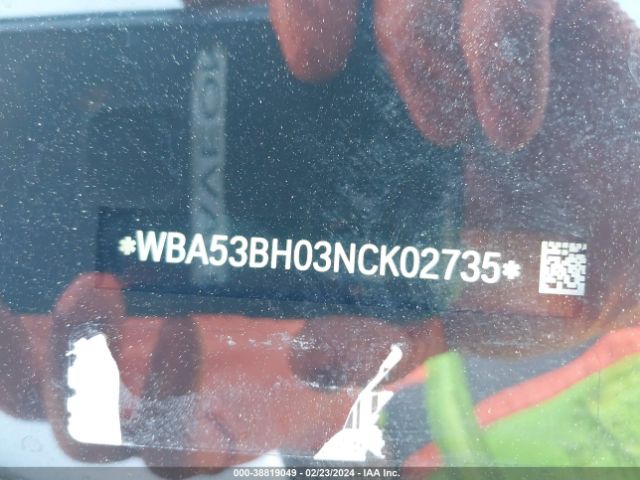 *WBA53BH03NCK02735*
000-38819049 - 02/23/2024 - IAA Inc.